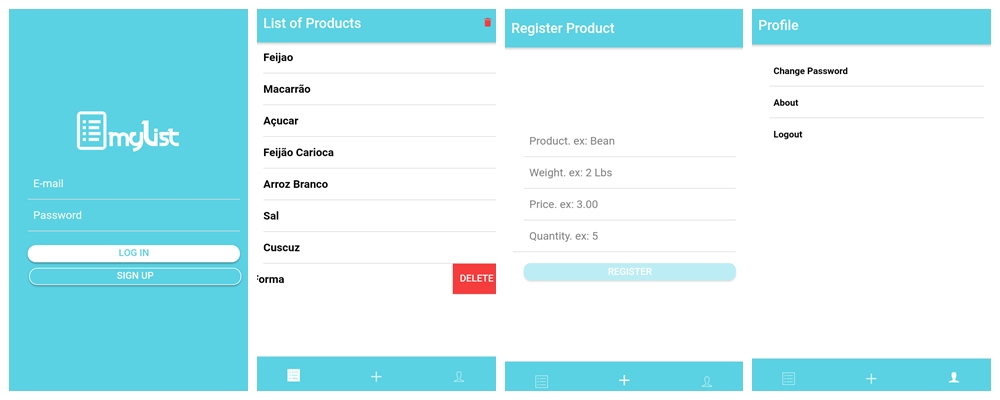 mylist
E-mail
Password
LOG IN
SIGN UP
List of Products
Feijao
Macarrão
Açucar
Feijão Carioca
Arroz Branco
Sal
Cuscuz
Forma
DELETE
Register Product
Product. ex: Bean
Weight. ex: 2 Lbs
Price. ex: 3.00
Quantity. ex: 5
REGISTER
Profile
Change Password
About
Logout